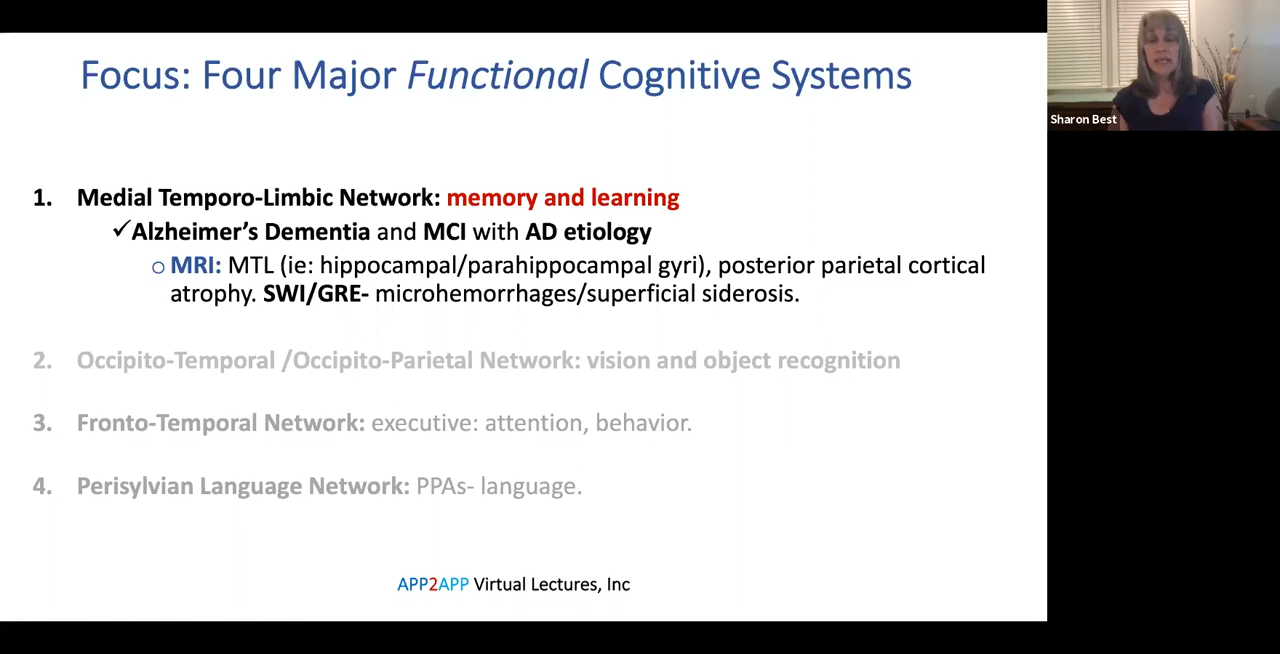 Focus: Four Major Functional Cognitive Systems
Sharon Best
1. Medial Temporo-Limbic Network: memory and learning
✓Alzheimer's Dementia and MCI with AD etiology
○ MRI: MTL (ie: hippocampal/parahippocampal gyri), posterior parietal cortical
atrophy. SWI/GRE- microhemorrhages/superficial siderosis.
2. Occipito-Temporal /Occipito-Parietal Network: vision and object recognition
3. Fronto-Temporal Network: executive: attention, behavior.
4. Perisylvian Language Network: PPAs- language.
APP2APP Virtual Lectures, Inc